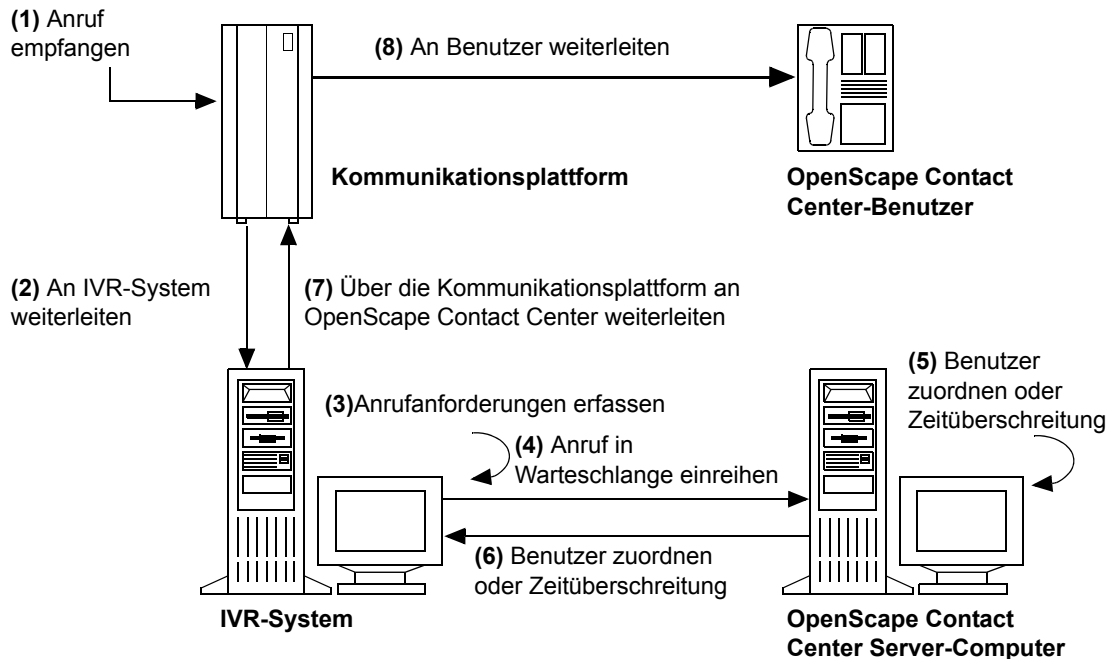 (1) Anruf
empfangen
(8) An Benutzer weiterleiten
Kommunikationsplattform
OpenScape Contact
Center-Benutzer
(2) An IVR-System
weiterleiten
(7) Über die Kommunikationsplattform an
OpenScape Contact Center weiterleiten
(3)Anrufanforderungen erfassen
(4) Anruf in
Warteschlange einreihen
(5) Benutzer
zuordnen oder
Zeitüberschreitung
(6) Benutzer zuordnen
oder Zeitüberschreitung
IVR-System
OpenScape Contact
Center Server-Computer